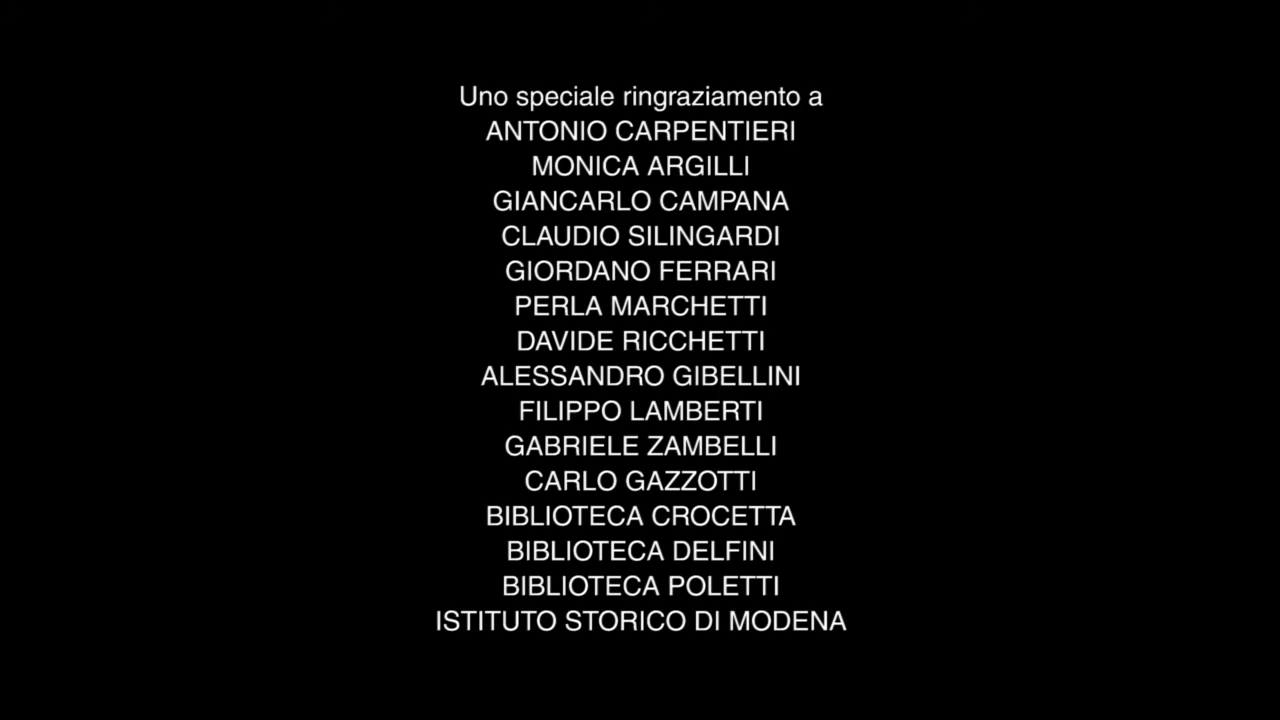 Uno speciale ringraziamento a
ANTONIO CARPENTIERI
MONICA ARGILLI
GIANCARLO CAMPANA
CLAUDIO SILINGARDI
GIORDANO FERRARI
PERLA MARCHETTI
DAVIDE RICCHETTI
ALESSANDRO GIBELLINI
FILIPPO LAMBERTI
GABRIELE ZAMBELLI
CARLO GAZZOTTI
BIBLIOTECA CROCETTA
BIBLIOTECA DELFINI
BIBLIOTECA POLETTI
ISTITUTO STORICO DI MODENA